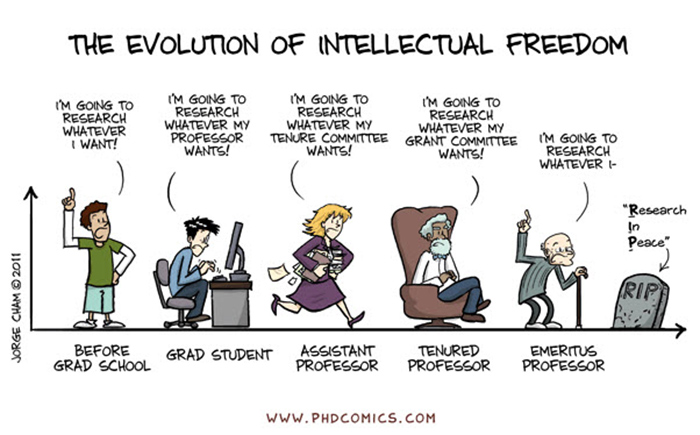 THE EVOLUTION OF INTELLECTUAL FREEDOM
I'M GOING TO
RESEARCH
WHATEVER
I WANT!
I'M GOING TO
RESEARCH
WHATEVER MY
PROFESSOR
WANTS!
I'M GOING TO
RESEARCH
WHATEVER MY
TENURE COMMITTEE
WANTS!
I'M GOING TO
RESEARCH
WHATEVER MY
GRANT COMMITTEE
WANTS!
I'M GOING TO
RESEARCH
WHATEVER I-
"Research
In
Peace"
RIP
JORGE CHAM © 2011
BEFORE
GRAD SCHOOL
GRAD STUDENT
ASSISTANT
PROFESSOR
TENURED
PROFESSOR
EMERITUS
PROFESSOR
WWW.PHDCOMICS.COM